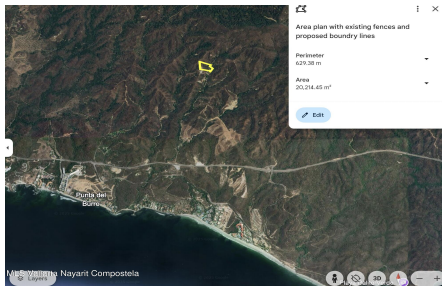 Area plan with existing fences and
proposed boundry lines
Perimeter
629.38 m
Area
20,214.45 m²
Edit
Punta del
Burro
MLS Vallarta Nayarit Compostela
Layers
3D